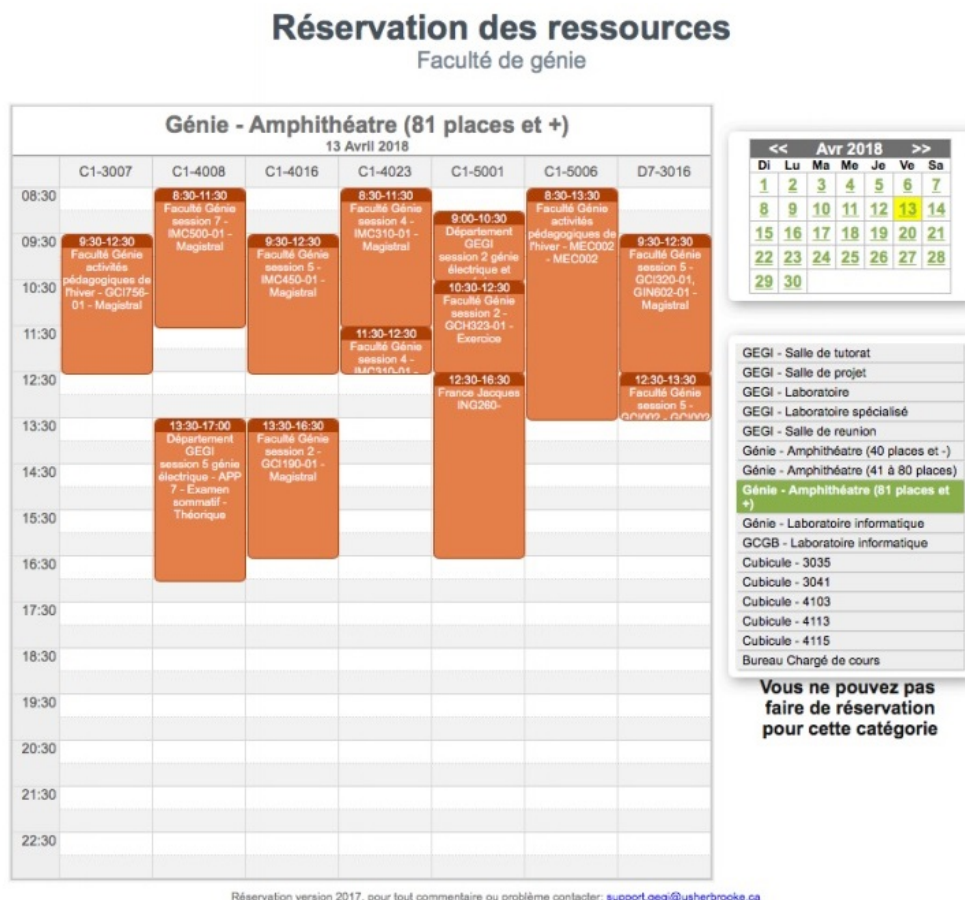 Réservation des ressources
Faculté de génie
Génie - Amphithéatre (81 places et +)
13 Avril 2018
C1-3007 C1-4008 C1-4016 C1-4023 C1-5001 C1-5006 D7-3016
08:30
09:30
10:30
11:30
12:30
13:30
14:30
15:30
16:30
17:30
18:30
19:30
20:30
21:30
22:30
9:30-12:30
Faculté Génie
activités
pédagogiques de
l'hiver - GCI756-
01 - Magistral
8:30-11:30
Faculté Génie
session 7 -
IMC500-01 -
Magistral
13:30-17:00
Département
GEGI
session 5 génie
électrique - APP
7 - Examen
sommatif -
Théorique
9:30-12:30
Faculté Génie
session 5 -
IMC450-01 -
Magistral
13:30-16:30
Faculté Génie
session 2 -
GCI190-01 -
Magistral
8:30-11:30
Faculté Génie
session 4 -
IMC310-01 -
Magistral
11:30-12:30
Faculté Génie
session 4 -
IMC310-01 -
9:00-10:30
Département
GEGI
session 2 génie
électrique et
10:30-12:30
Faculté Génie
session 2 -
GCH323-01 -
Exercice
12:30-16:30
France Jacques
ING260-
8:30-13:30
Faculté Génie
activités
pédagogiques de
l'hiver - MEC002
- MEC002
9:30-12:30
Faculté Génie
session 5 -
GCI320-01,
GIN602-01 -
Magistral
12:30-13:30
Faculté Génie
session 5 -
GCI002 - GCI002
<< Avr 2018 >>
Di Lu Ma Me Je Ve Sa
1 2 3 4 5 6 7
8 9 10 11 12 13 14
15 16 17 18 19 20 21
22 23 24 25 26 27 28
29 30
GEGI - Salle de tutorat
GEGI - Salle de projet
GEGI - Laboratoire
GEGI - Laboratoire spécialisé
GEGI - Salle de reunion
Génie - Amphithéatre (40 places et -)
Génie - Amphithéatre (41 à 80 places)
Génie - Amphithéatre (81 places et
+)
Génie - Laboratoire informatique
GCGB - Laboratoire informatique
Cubicule - 3035
Cubicule - 3041
Cubicule - 4103
Cubicule - 4113
Cubicule - 4115
Bureau Chargé de cours
Vous ne pouvez pas
faire de réservation
pour cette catégorie
Réservation version 2017, pour tout commentaire ou problème contacter: support.gegi@usherbrooke.ca